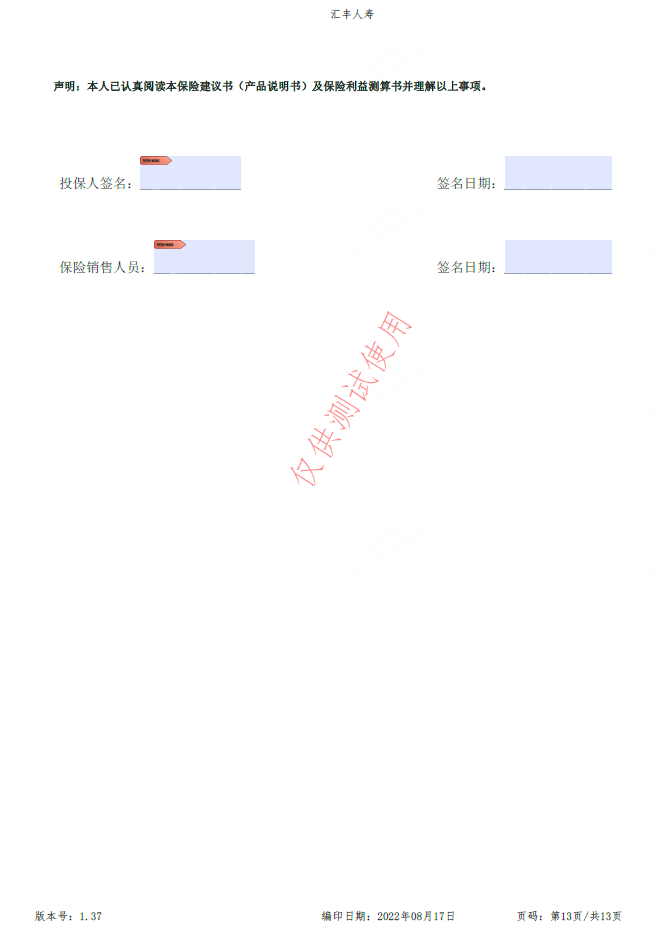 汇丰人寿
声明：本人已认真阅读本保险建议书（产品说明书）及保险利益测算书并理解以上事项。
投保人签名： 签名日期：
保险销售人员： 签名日期：
仅供测试使用
版本号：1.37 编印日期：2022年08月17日 页码：第13页/共13页